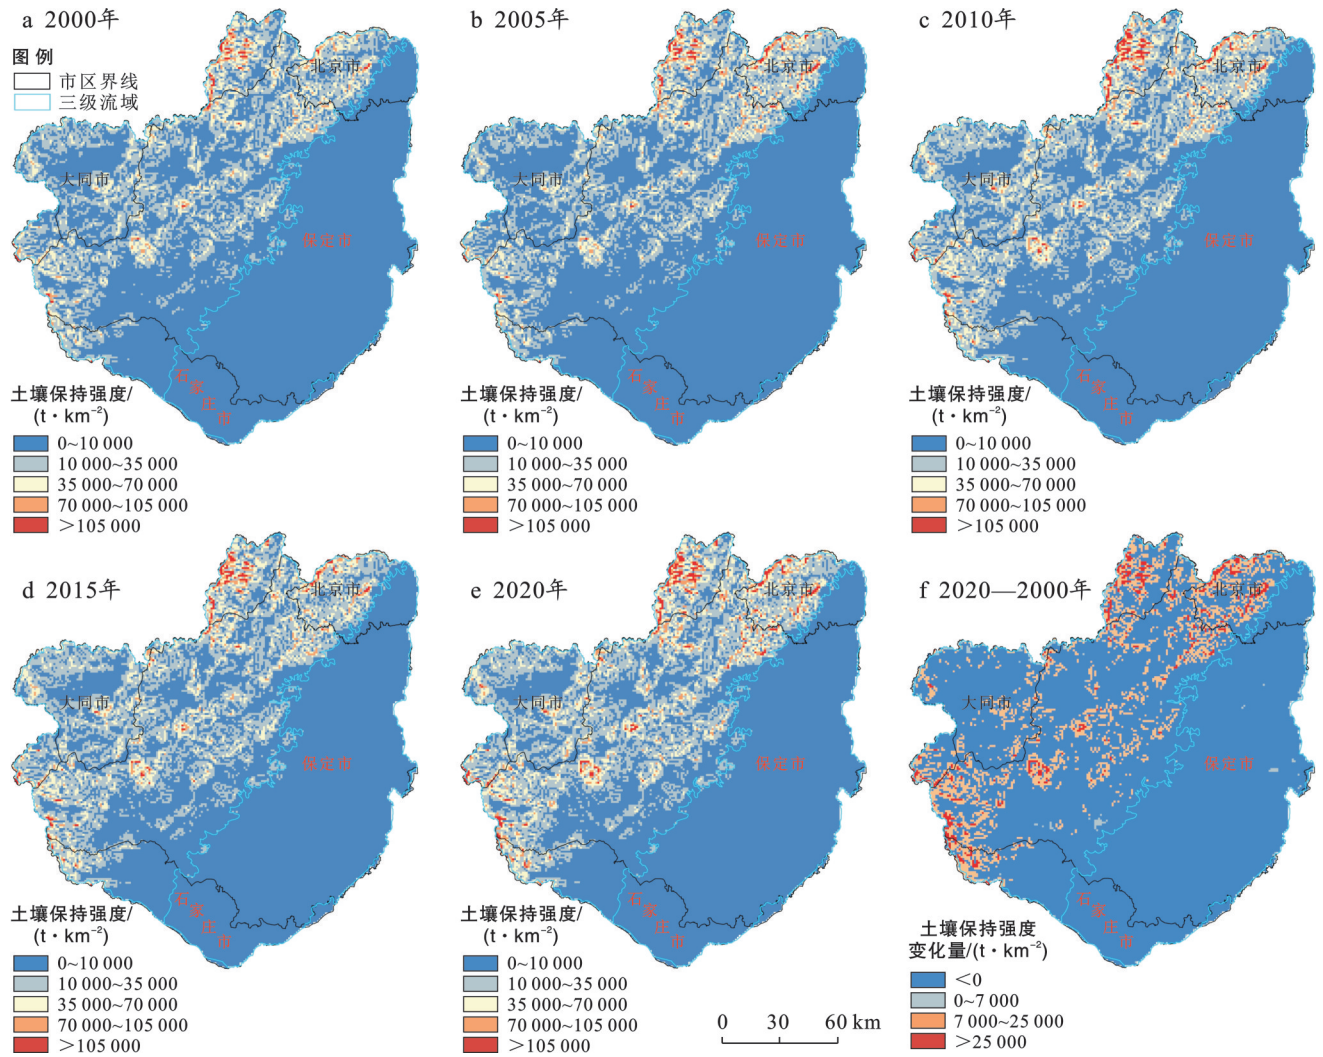 a 2000年
图 例
市区界线
三级流域
北京市
大同市
保定市
石家庄市
土壤保持强度/
(t·km⁻²)
0~10 000
10 000~35 000
35 000~70 000
70 000~105 000
>105 000
b 2005年
北京市
大同市
保定市
石家庄市
土壤保持强度/
(t·km⁻²)
0~10 000
10 000~35 000
35 000~70 000
70 000~105 000
>105 000
c 2010年
北京市
大同市
保定市
石家庄市
土壤保持强度/
(t·km⁻²)
0~10 000
10 000~35 000
35 000~70 000
70 000~105 000
>105 000
d 2015年
北京市
大同市
保定市
石家庄市
土壤保持强度/
(t·km⁻²)
0~10 000
10 000~35 000
35 000~70 000
70 000~105 000
>105 000
e 2020年
北京市
大同市
保定市
石家庄市
土壤保持强度/
(t·km⁻²)
0~10 000
10 000~35 000
35 000~70 000
70 000~105 000
>105 000
0 30 60 km
f 2020—2000年
北京市
大同市
保定市
石家庄市
土壤保持强度
变化量/(t·km⁻²)
<0
0~7 000
7 000~25 000
>25 000